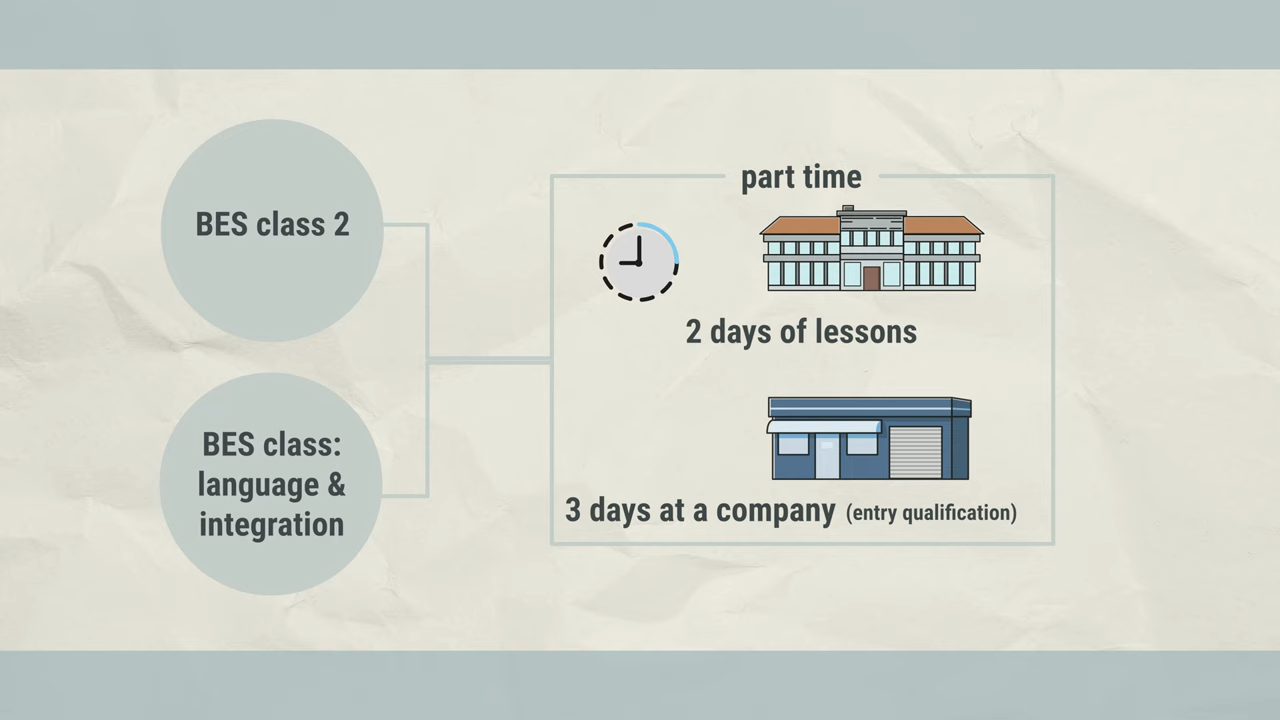 BES class 2
BES class:
language &
integration
part time
2 days of lessons
3 days at a company (entry qualification)